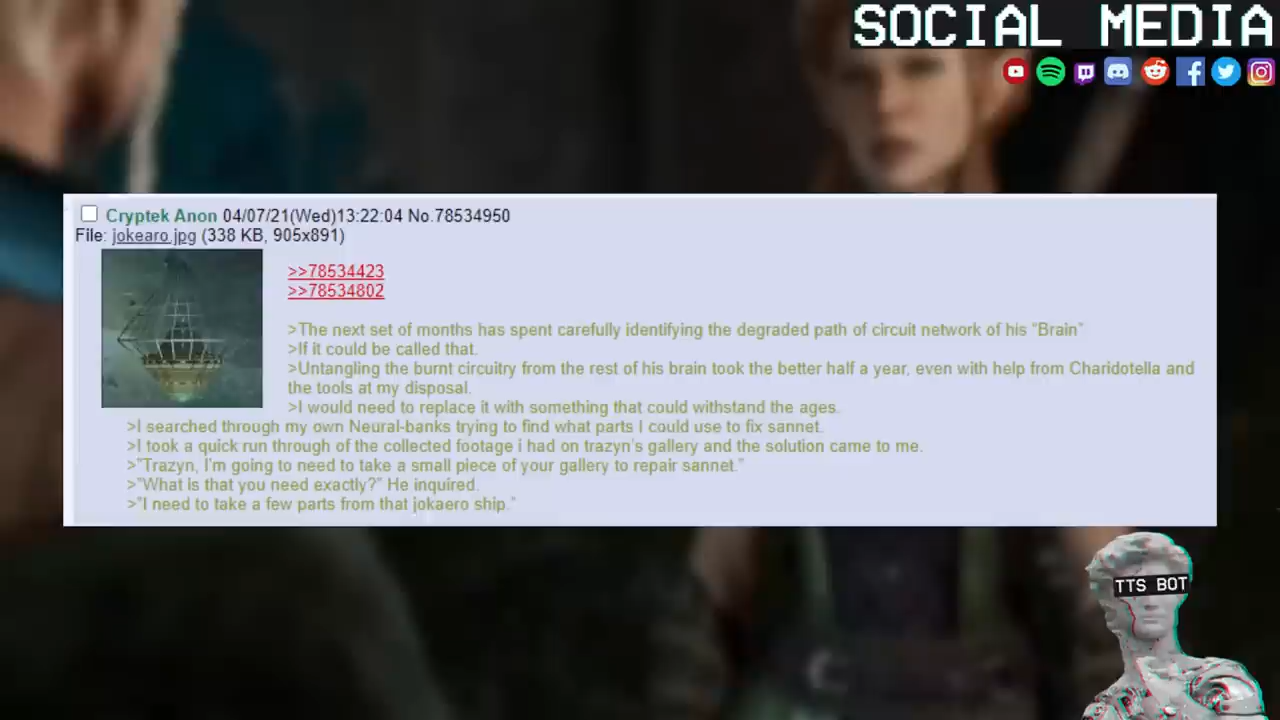 SOCIAL MEDIA
Cryptek Anon 04/07/21(Wed)13:22:04 No.78534950
File: jokearo.jpg (338 KB, 905x891)
>>78534423
>>78534802
>The next set of months has spent carefully identifying the degraded path of circuit network of his “Brain”
>If it could be called that.
>Untangling the burnt circuitry from the rest of his brain took the better half a year, even with help from Charidotella and
the tools at my disposal.
>I would need to replace it with something that could withstand the ages.
>I searched through my own Neural-banks trying to find what parts I could use to fix sannet.
>I took a quick run through of the collected footage i had on trazyn's gallery and the solution came to me.
>"Trazyn, I'm going to need to take a small piece of your gallery to repair sannet."
>"What is that you need exactly?" He inquired.
>"I need to take a few parts from that jokaero ship."
TTS BOT